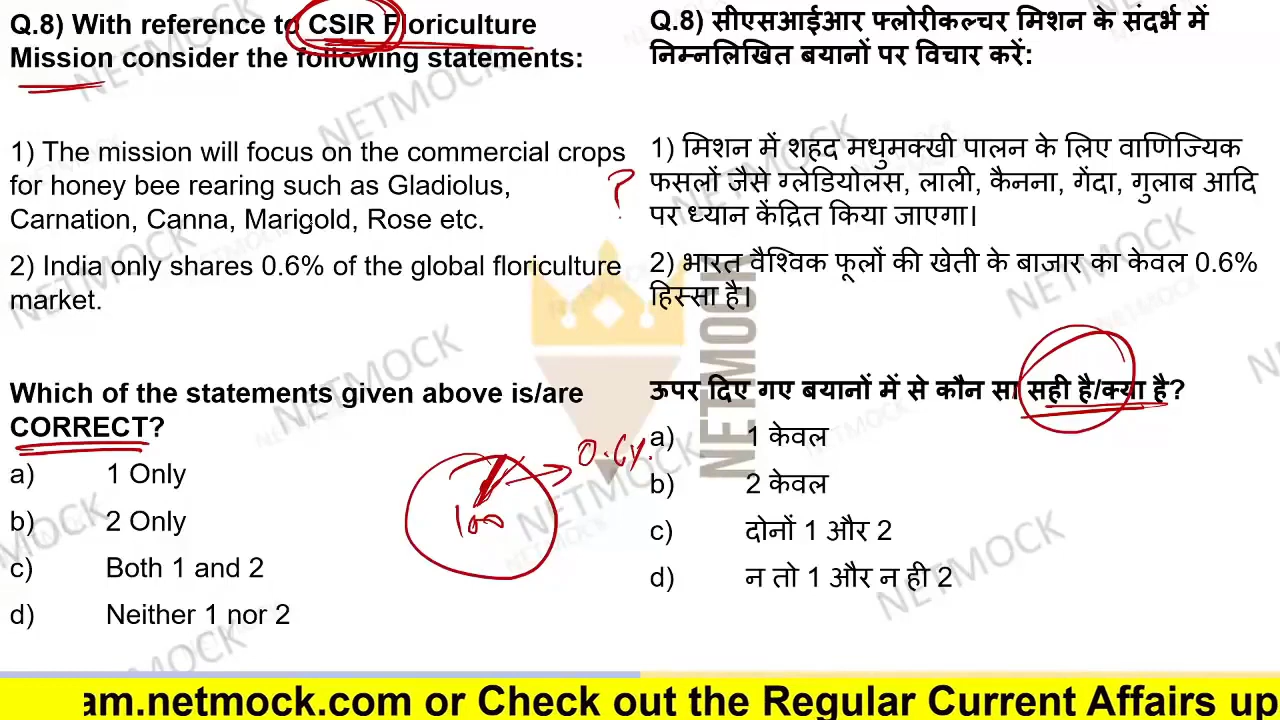 Q.8) With reference to CSIR Floriculture
Mission consider the following statements:
1) The mission will focus on the commercial crops
for honey bee rearing such as Gladiolus,
Carnation, Canna, Marigold, Rose etc.
?
2) India only shares 0.6% of the global floriculture
market.
Which of the statements given above is/are
CORRECT?
a) 1 Only
b) 2 Only
c) Both 1 and 2
d) Neither 1 nor 2
100
0.6%.
Q.8) सीएसआईआर फ्लोरीकल्चर मिशन के संदर्भ में
निम्नलिखित बयानों पर विचार करें:
1) मिशन में शहद मधुमक्खी पालन के लिए वाणिज्यिक
फसलों जैसे ग्लेडियोलस, लाली, कैनना, गेंदा, गुलाब आदि
पर ध्यान केंद्रित किया जाएगा।
2) भारत वैश्विक फूलों की खेती के बाजार का केवल 0.6%
हिस्सा है।
ऊपर दिए गए बयानों में से कौन सा सही है/क्या है?
a) 1 केवल
b) 2 केवल
c) दोनों 1 और 2
d) न तो 1 और न ही 2
NETMOCK
am.netmock.com or Check out the Regular Current Affairs up